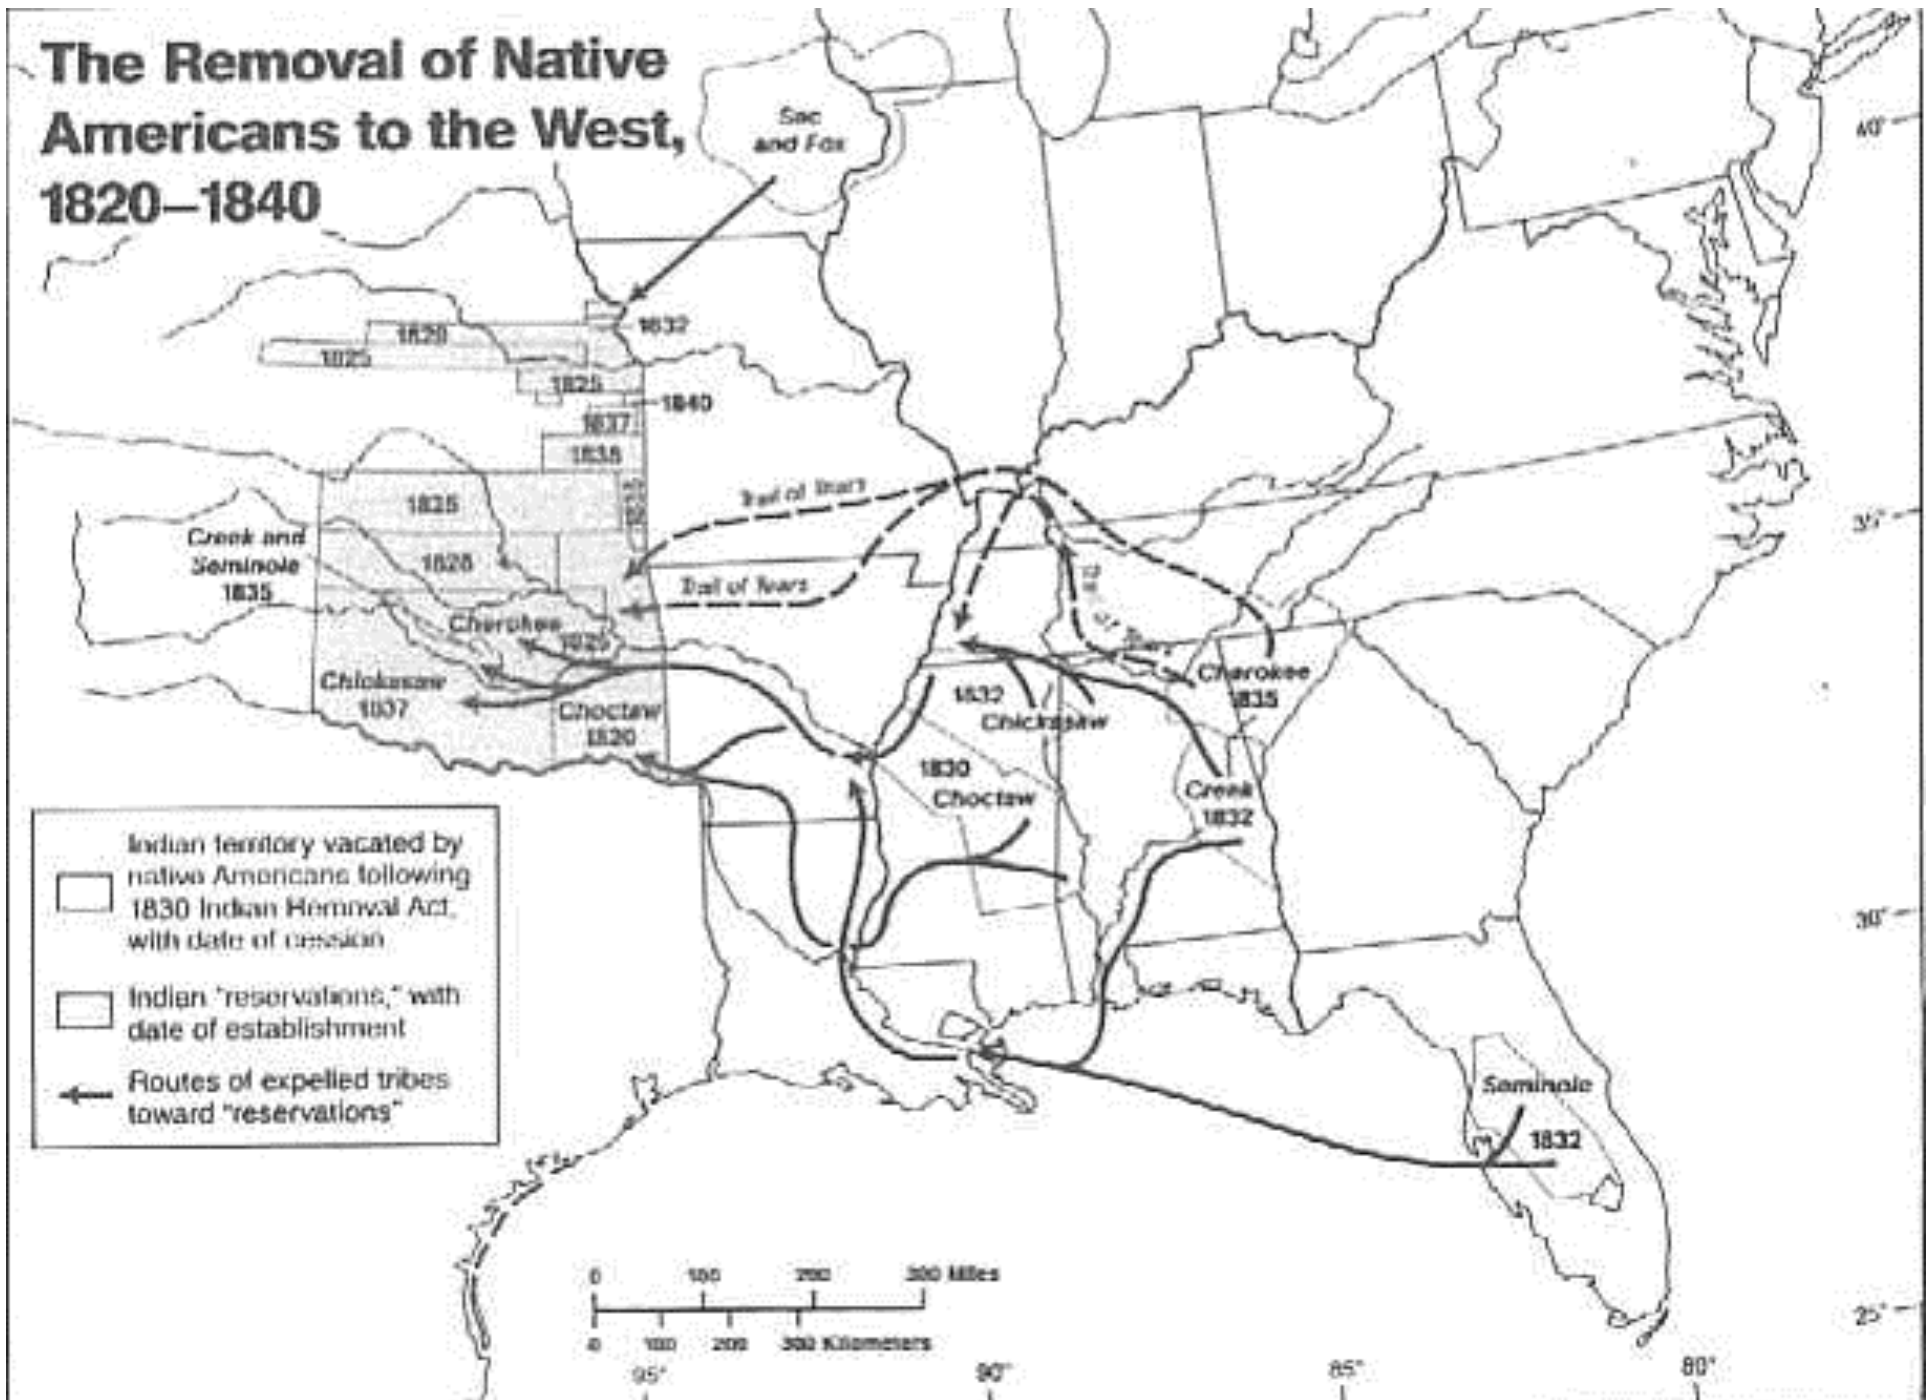 The Removal of Native
Americans to the West,
1820–1840
Sac
and Fox
1832
1829
1825
1825
1840
1837
1838
1835
1828
Creek and
Seminole
1835
Cherokee
Chickasaw
1837
Choctaw
1820
Trail of Tears
Trail of Tears
Cherokee
1835
1832
Chickasaw
1830
Choctaw
Creek
1832
Seminole
1832
Indian territory vacated by
native Americans following
1830 Indian Removal Act,
with date of cession
Indian "reservations," with
date of establishment
Routes of expelled tribes
toward "reservations"
0 100 200 300 Miles
0 100 200 300 Kilometers
40°
35°
30°
25°
95°
90°
85°
80°